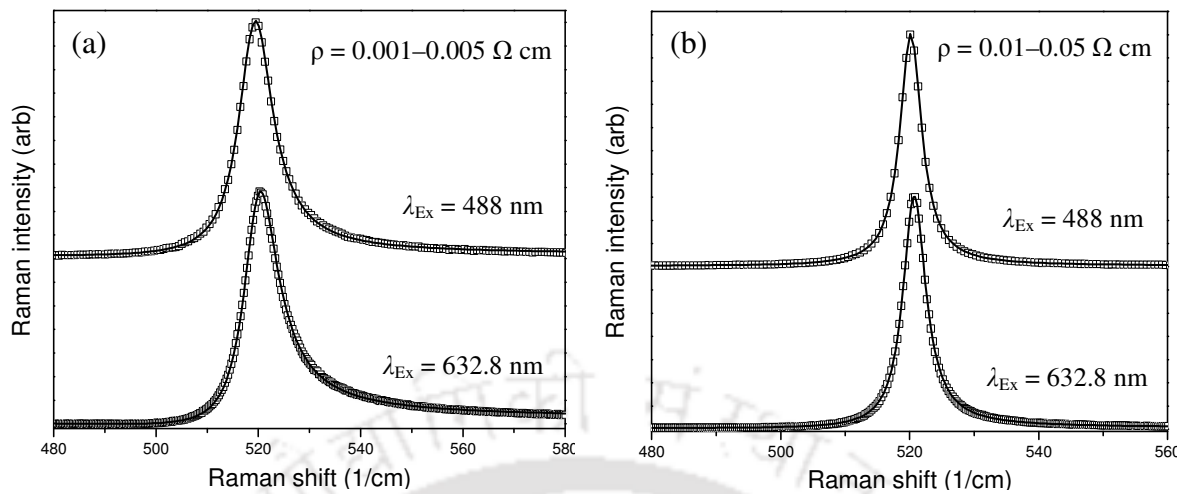 (a)
ρ = 0.001–0.005 Ω cm
λEx = 488 nm
λEx = 632.8 nm
Raman intensity (arb)
480 500 520 540 560 580
Raman shift (1/cm)
(b)
ρ = 0.01–0.05 Ω cm
λEx = 488 nm
λEx = 632.8 nm
Raman intensity (arb)
480 500 520 540 560
Raman shift (1/cm)